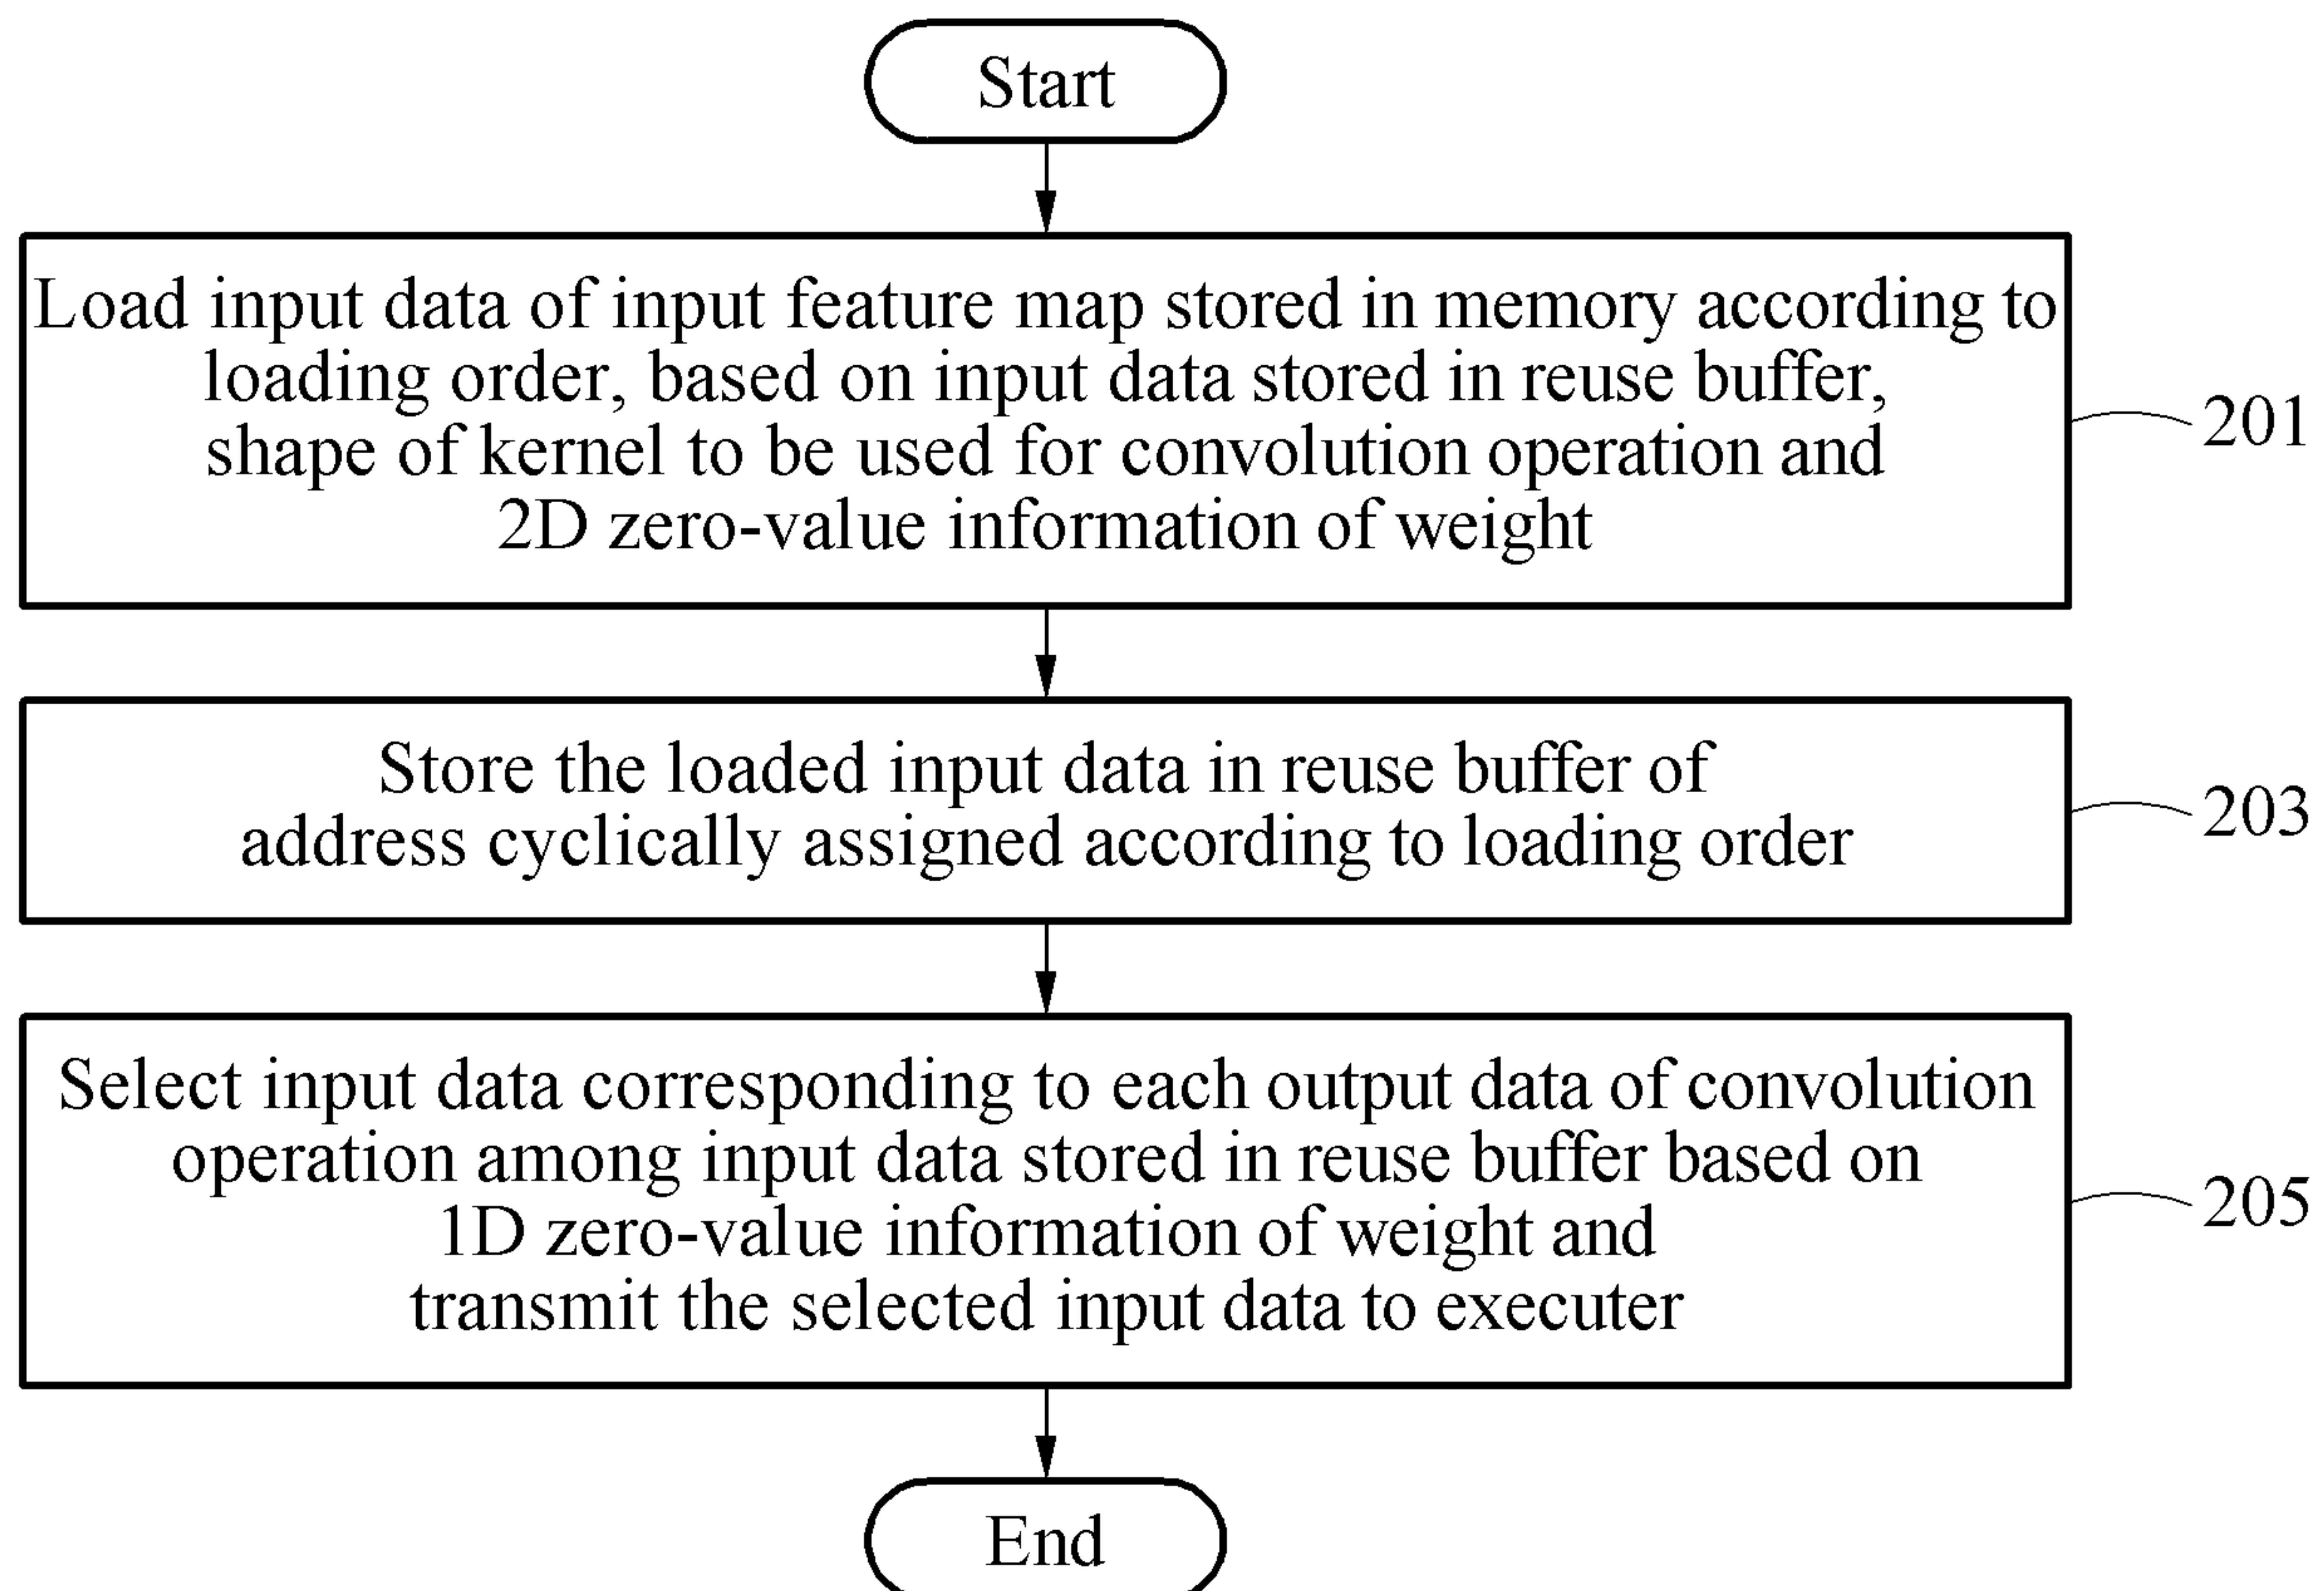 Start
Load input data of input feature map stored in memory according to
loading order, based on input data stored in reuse buffer,
shape of kernel to be used for convolution operation and
2D zero-value information of weight
201
Store the loaded input data in reuse buffer of
address cyclically assigned according to loading order
203
Select input data corresponding to each output data of convolution
operation among input data stored in reuse buffer based on
1D zero-value information of weight and
transmit the selected input data to executer
205
End